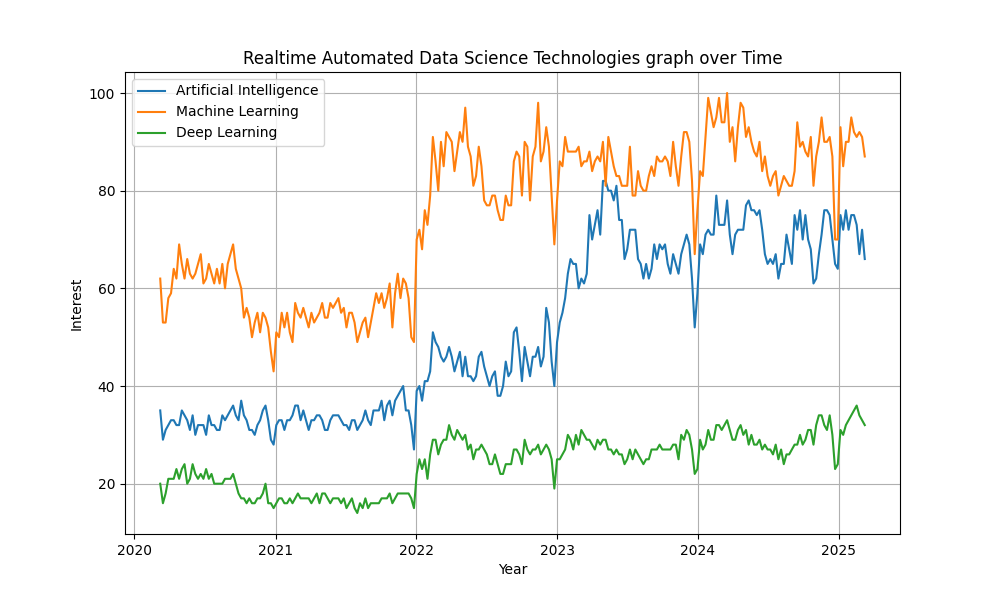 Realtime Automated Data Science Technologies graph over Time
Artificial Intelligence
Machine Learning
Deep Learning
100
80
60
40
20
Interest
2020 2021 2022 2023 2024 2025
Year